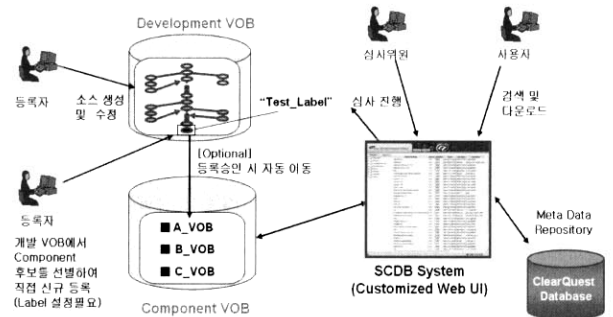 Development VOB
등록자
소스 생성
및 수정
"Test_Label"
심사위원
사용자
심사 진행
검색 및
다운로드
[Optional]
등록승인 시 자동 이동
등록자
개발 VOB에서
Component
후보를 선별하여
직접 신규 등록
(Label 설정필요)
A_VOB
B_VOB
C_VOB
Component VOB
SCDB System
(Customized Web UI)
Meta Data
Repository
ClearQuest
Database